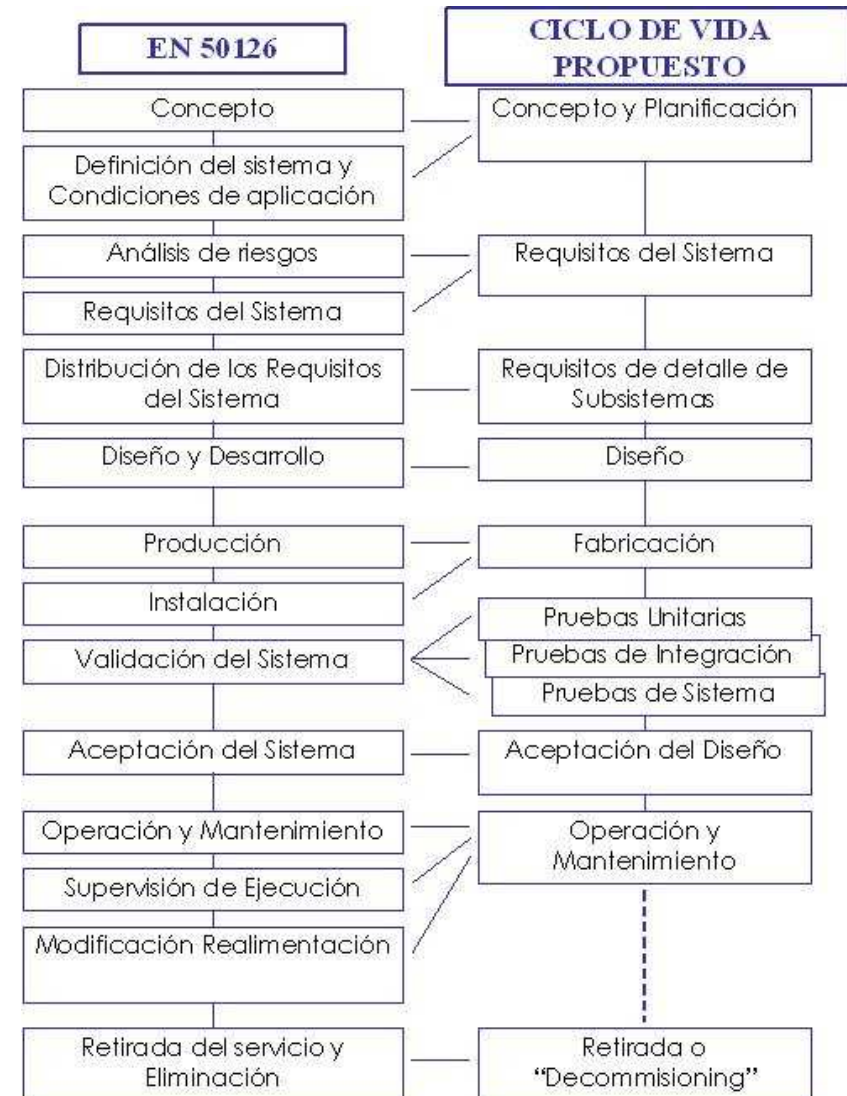 EN 50126
CICLO DE VIDA
PROPUESTO
Concepto
Definición del sistema y
Condiciones de aplicación
Análisis de riesgos
Requisitos del Sistema
Distribución de los Requisitos
del Sistema
Diseño y Desarrollo
Producción
Instalación
Validación del Sistema
Aceptación del Sistema
Operación y Mantenimiento
Supervisión de Ejecución
Modificación Realimentación
Retirada del servicio y
Eliminación
Concepto y Planificación
Requisitos del Sistema
Requisitos de detalle de
Subsistemas
Diseño
Fabricación
Pruebas Unitarias
Pruebas de Integración
Pruebas de Sistema
Aceptación del Diseño
Operación y
Mantenimiento
Retirada o
“Decommisioning”